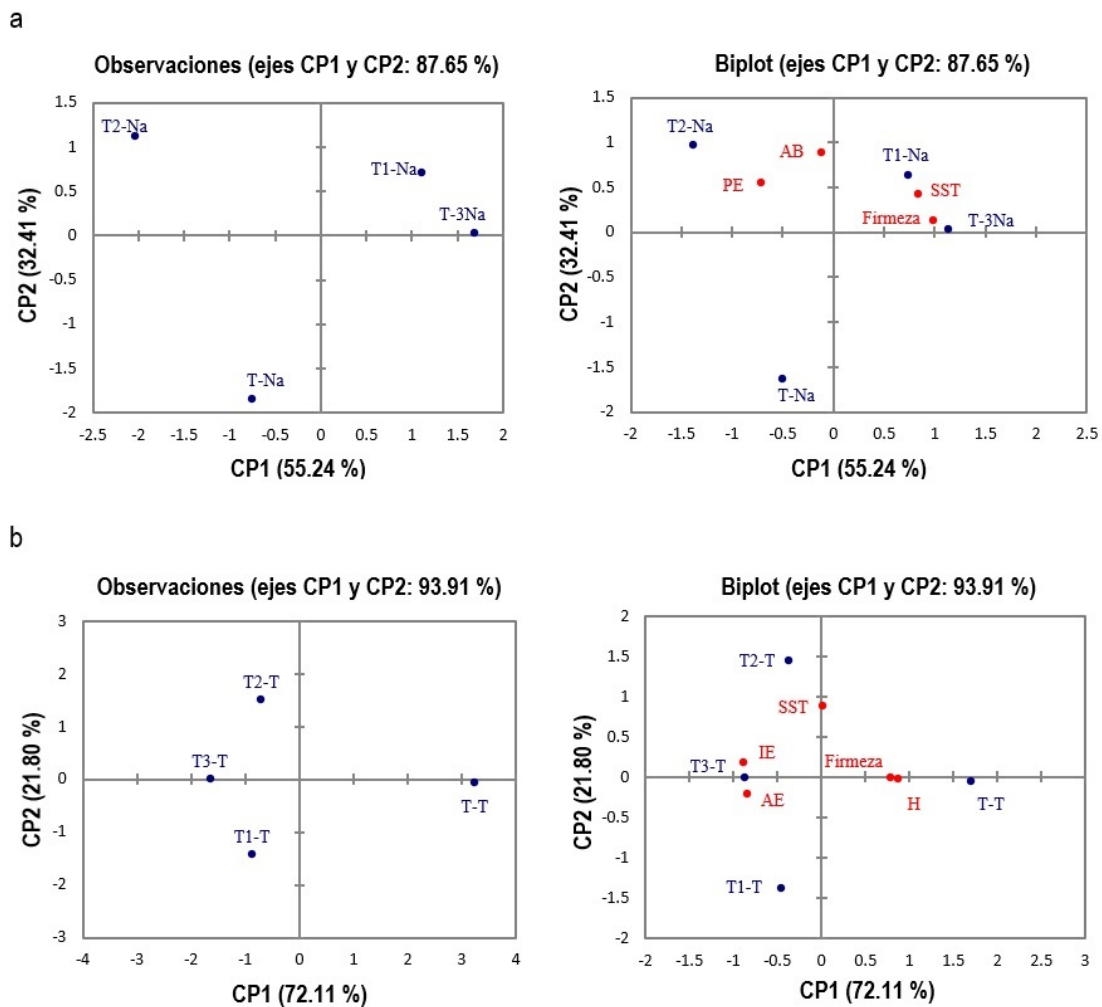 a
Observaciones (ejes CP1 y CP2: 87.65 %)
CP2 (32.41 %)
1.5
1
0.5
0
-0.5
-1
-1.5
-2
T2-Na
T1-Na
T-3Na
T-Na
-2.5 -2 -1.5 -1 -0.5 0 0.5 1 1.5 2
CP1 (55.24 %)
Biplot (ejes CP1 y CP2: 87.65 %)
CP2 (32.41 %)
1.5
1
0.5
0
-0.5
-1
-1.5
-2
T2-Na
AB
T1-Na
PE
SST
Firmeza
T-3Na
T-Na
-2 -1.5 -1 -0.5 0 0.5 1 1.5 2 2.5
CP1 (55.24 %)
b
Observaciones (ejes CP1 y CP2: 93.91 %)
CP2 (21.80 %)
3
2
1
0
-1
-2
-3
T2-T
T3-T
T-T
T1-T
-4 -3 -2 -1 0 1 2 3 4
CP1 (72.11 %)
Biplot (ejes CP1 y CP2: 93.91 %)
CP2 (21.80 %)
2
1.5
1
0.5
0
-0.5
-1
-1.5
-2
T2-T
SST
IE
T3-T
Firmeza
AE
H
T-T
T1-T
-2 -1.5 -1 -0.5 0 0.5 1 1.5 2 2.5 3
CP1 (72.11 %)